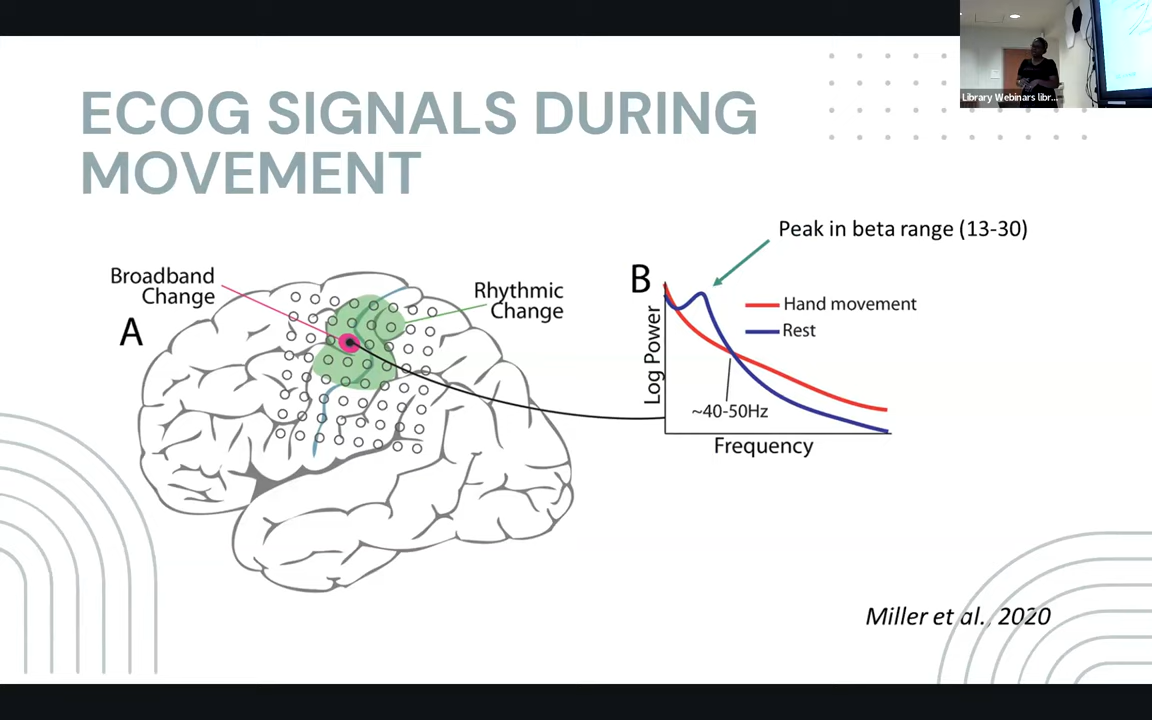 Library Webinars libr...
ECOG SIGNALS DURING
MOVEMENT
Peak in beta range (13-30)
Broadband
Change
Rhythmic
Change
A
B
Hand movement
Rest
Log Power
~40-50Hz
Frequency
Miller et al., 2020